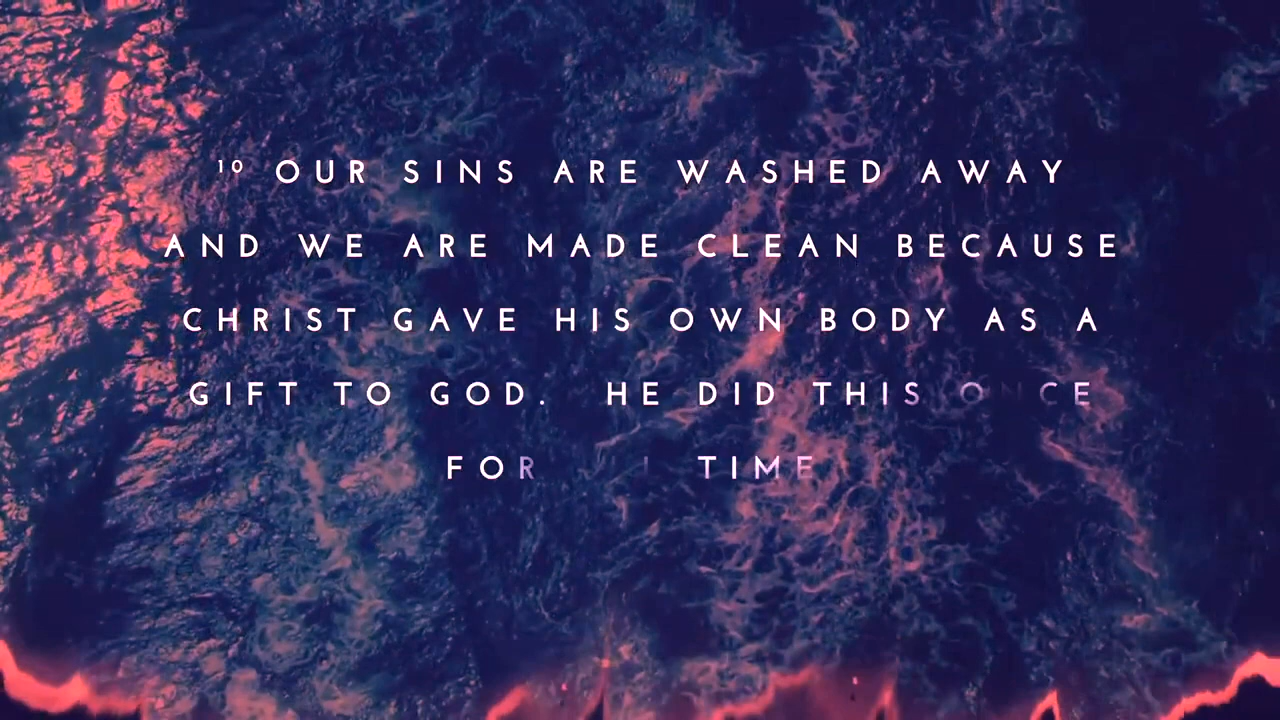 ¹⁰ OUR SINS ARE WASHED AWAY
AND WE ARE MADE CLEAN BECAUSE
CHRIST GAVE HIS OWN BODY AS A
GIFT TO GOD. HE DID THIS ONCE
FOR TIME